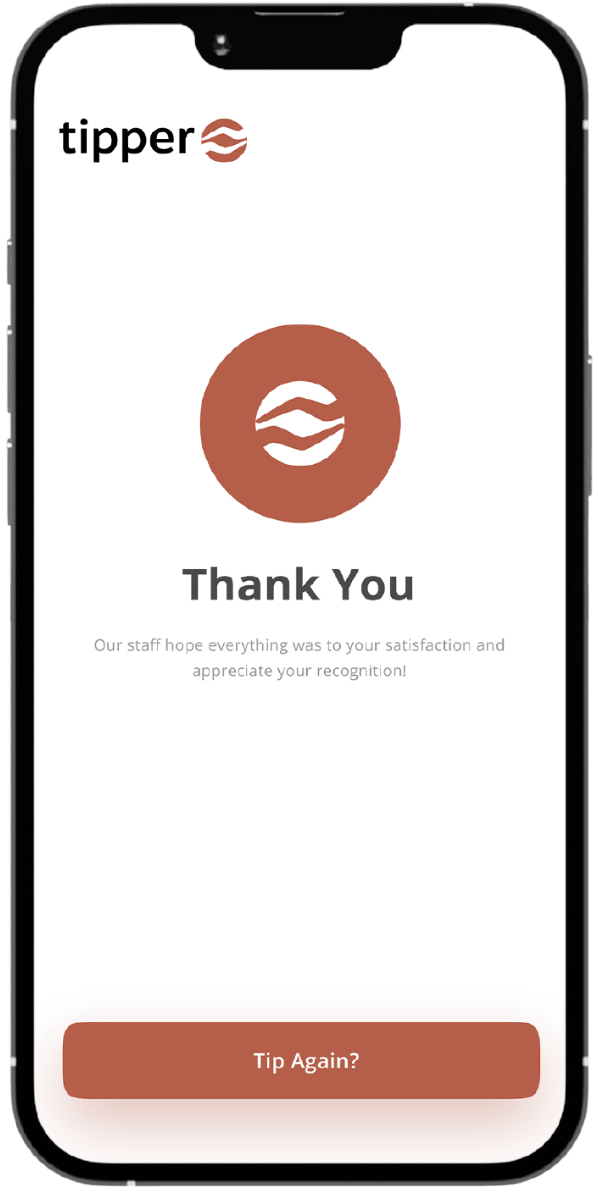 tipper
Thank You
Our staff hope everything was to your satisfaction and
appreciate your recognition!
Tip Again?